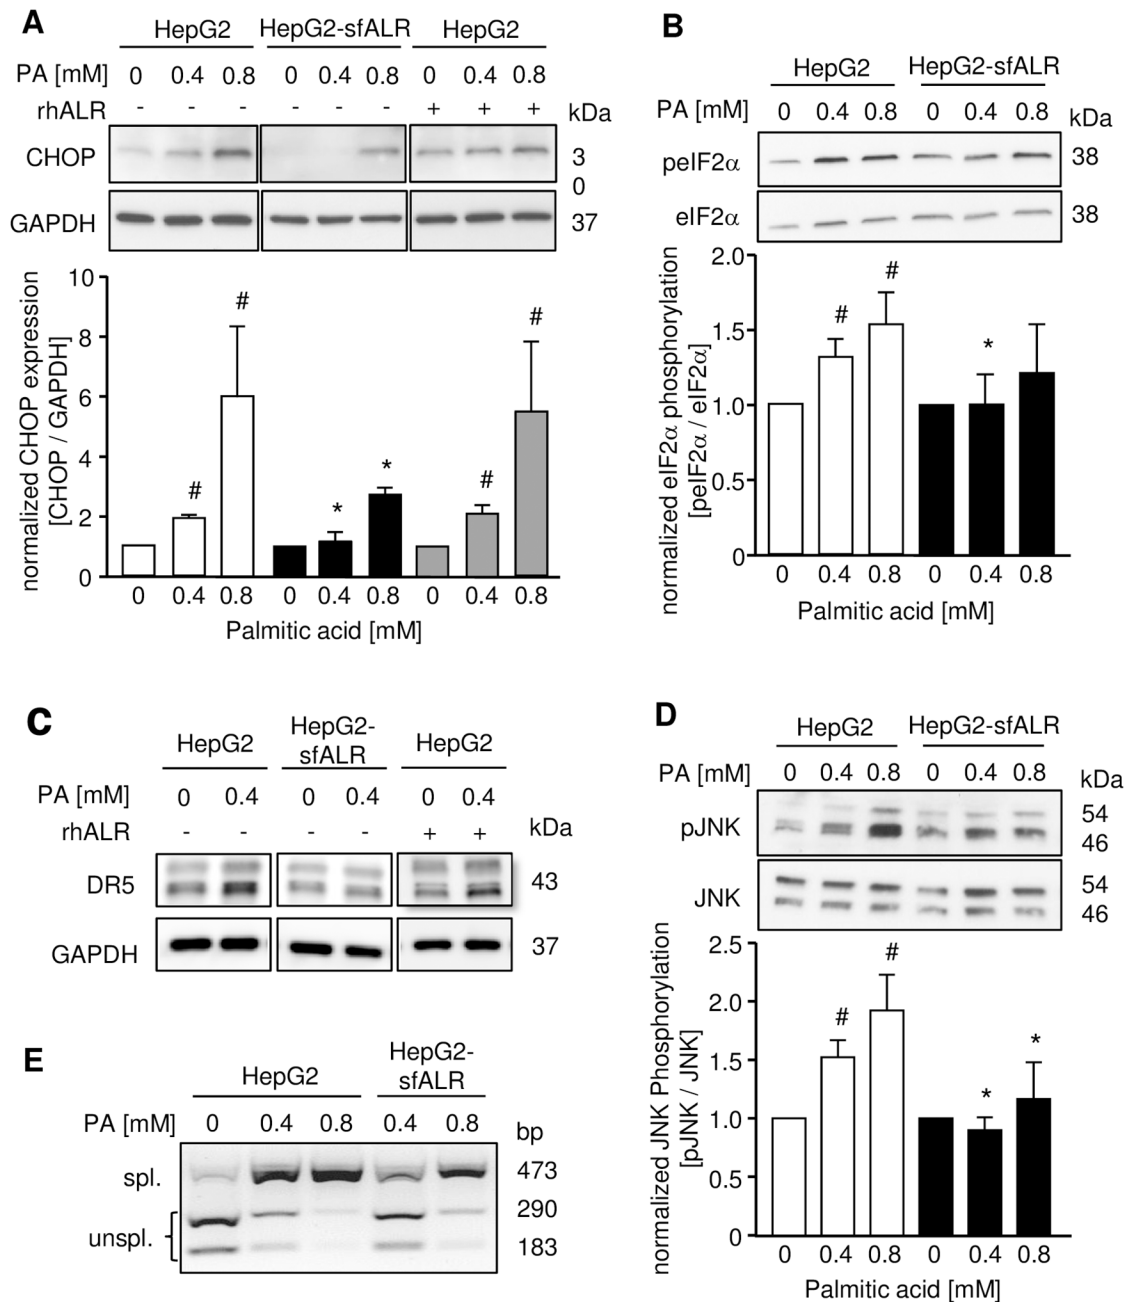 A
HepG2 HepG2-sfALR HepG2
PA [mM] 0 0.4 0.8 0 0.4 0.8 0 0.4 0.8
rhALR - - - - - - + + + kDa
CHOP 3
0
GAPDH 37
normalized CHOP expression
[CHOP / GAPDH]
10
8
6
4
2
0
# # * * # #
0 0.4 0.8 0 0.4 0.8 0 0.4 0.8
Palmitic acid [mM]
B
HepG2 HepG2-sfALR
PA [mM] 0 0.4 0.8 0 0.4 0.8 kDa
peIF2α 38
eIF2α 38
normalized eIF2α phosphorylation
[peIF2α / eIF2α]
2.0
1.5
1.0
0.5
0
# # *
0 0.4 0.8 0 0.4 0.8
Palmitic acid [mM]
C
HepG2 HepG2-
sfALR HepG2
PA [mM] 0 0.4 0 0.4 0 0.4
rhALR - - - - + + kDa
DR5 43
GAPDH 37
D
HepG2 HepG2-sfALR
PA [mM] 0 0.4 0.8 0 0.4 0.8 kDa
pJNK 54
46
JNK 54
46
normalized JNK Phosphorylation
[pJNK / JNK]
2.5
2.0
1.5
1.0
0.5
0
# # * *
0 0.4 0.8 0 0.4 0.8
Palmitic acid [mM]
E
HepG2 HepG2-
sfALR
PA [mM] 0 0.4 0.8 0.4 0.8 bp
spl. 473
290
unspl. 183